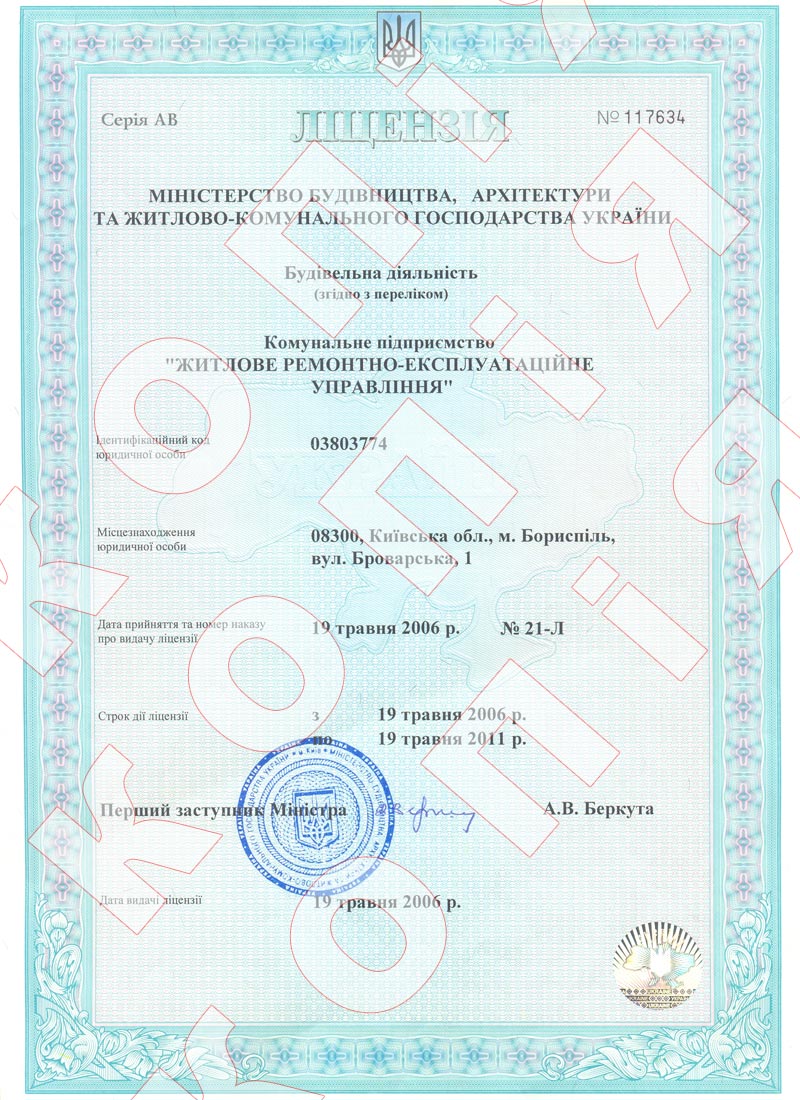 Серія АВ
ЛІЦЕНЗІЯ
№ 117634
МІНІСТЕРСТВО БУДІВНИЦТВА, АРХІТЕКТУРИ
ТА ЖИТЛОВО-КОМУНАЛЬНОГО ГОСПОДАРСТВА УКРАЇНИ
Будівельна діяльність
(згідно з переліком)
Комунальне підприємство
"ЖИТЛОВЕ РЕМОНТНО-ЕКСПЛУАТАЦІЙНЕ
УПРАВЛІННЯ"
Ідентифікаційний код
юридичної особи
03803774
УКРАЇНА
Місцезнаходження
юридичної особи
08300, Київська обл., м. Бориспіль,
вул. Броварська, 1
Дата прийняття та номер наказу
про видачу ліцензії
19 травня 2006 р. № 21-Л
Строк дії ліцензії
з 19 травня 2006 р.
по 19 травня 2011 р.
Перший заступник Міністра
А.В. Беркута
Дата видачі ліцензії
19 травня 2006 р.
КОПІЯ
КОПІЯ
КОПІЯ